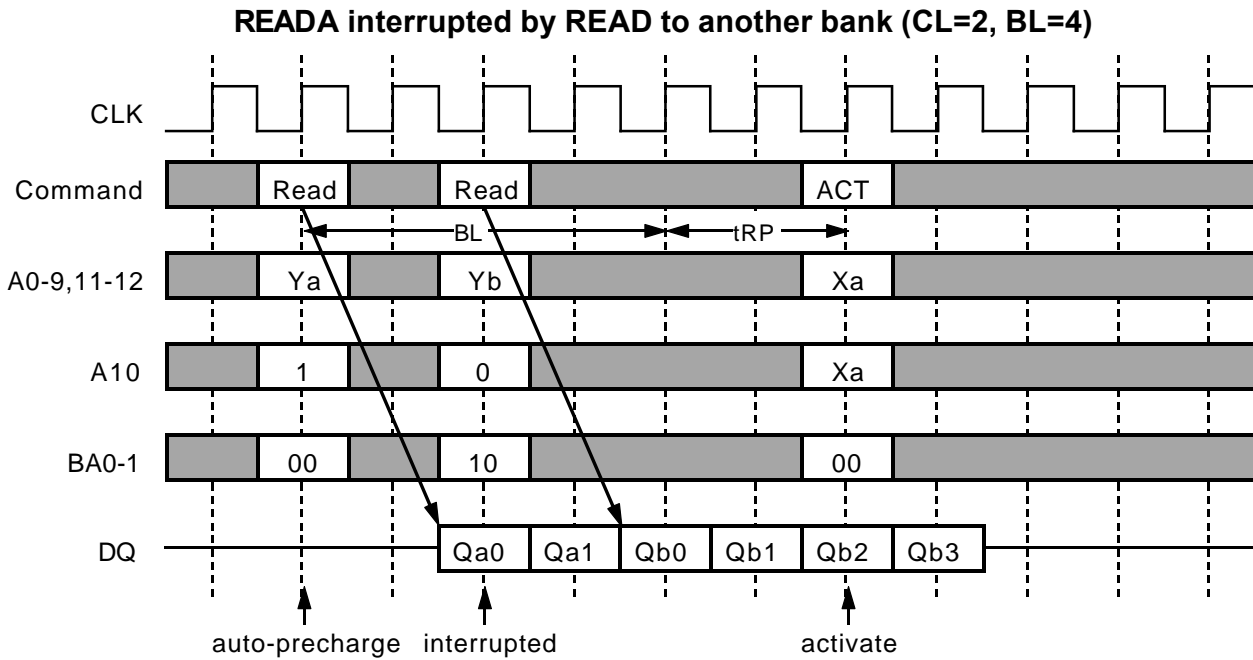 READA interrupted by READ to another bank (CL=2, BL=4)
CLK
Command Read Read ACT
BL tRP
A0-9,11-12 Ya Yb Xa
A10 1 0 Xa
BA0-1 00 10 00
DQ Qa0 Qa1 Qb0 Qb1 Qb2 Qb3
auto-precharge interrupted activate